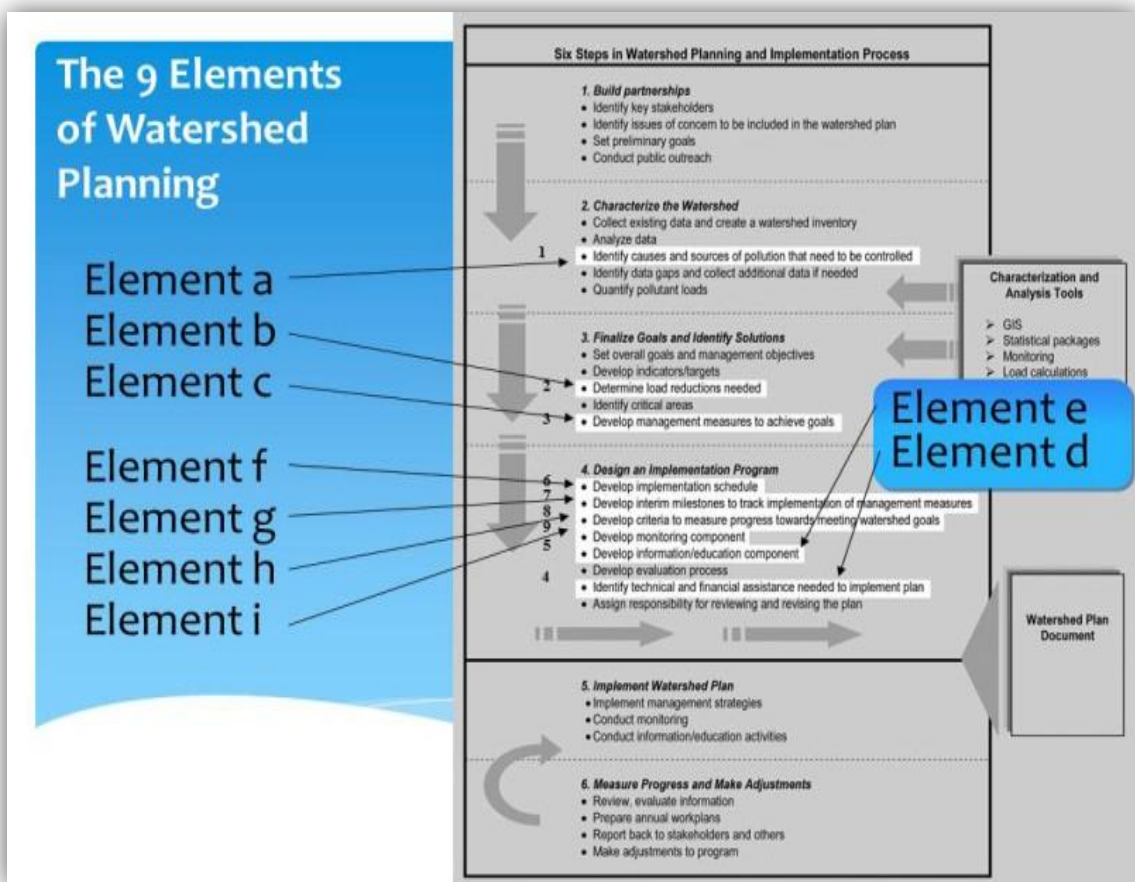 The 9 Elements
of Watershed
Planning
Element a
Element b
Element c
Element f
Element g
Element h
Element i
Six Steps in Watershed Planning and Implementation Process
1. Build partnerships
• Identify key stakeholders
• Identify issues of concern to be included in the watershed plan
• Set preliminary goals
• Conduct public outreach
2. Characterize the Watershed
• Collect existing data and create a watershed inventory
• Analyze data
1 • Identify causes and sources of pollution that need to be controlled
• Identify data gaps and collect additional data if needed
• Quantify pollutant loads
3. Finalize Goals and Identify Solutions
• Set overall goals and management objectives
• Develop indicators/targets
2 • Determine load reductions needed
• Identify critical areas
3 • Develop management measures to achieve goals
4. Design an Implementation Program
6 • Develop implementation schedule
7 • Develop interim milestones to track implementation of management measures
8 • Develop criteria to measure progress towards meeting watershed goals
9 • Develop monitoring component
5 • Develop information/education component
• Develop evaluation process
4 • Identify technical and financial assistance needed to implement plan
• Assign responsibility for reviewing and revising the plan
5. Implement Watershed Plan
• Implement management strategies
• Conduct monitoring
• Conduct information/education activities
6. Measure Progress and Make Adjustments
• Review, evaluate information
• Prepare annual workplans
• Report back to stakeholders and others
• Make adjustments to program
Characterization and
Analysis Tools
➢ GIS
➢ Statistical packages
➢ Monitoring
➢ Load calculations
Element e
Element d
Watershed Plan
Document